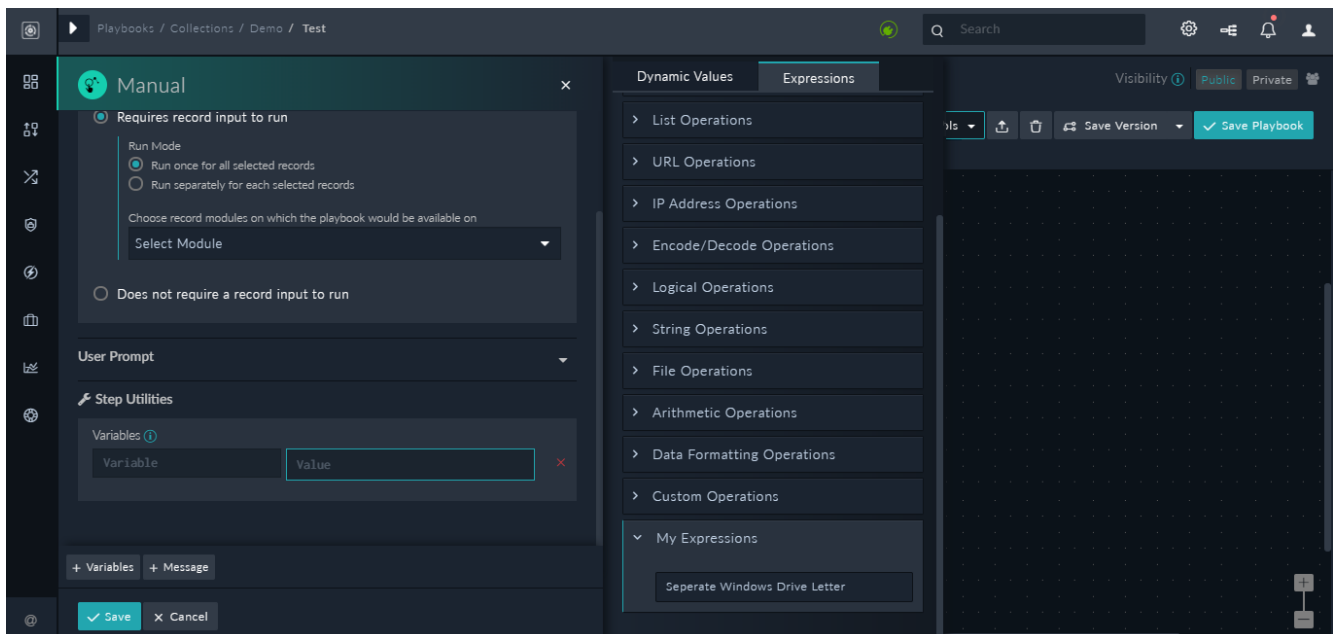 Playbooks / Collections / Demo / Test
Search
Manual
Requires record input to run
Run Mode
Run once for all selected records
Run separately for each selected records
Choose record modules on which the playbook would be available on
Select Module
Does not require a record input to run
User Prompt
Step Utilities
Variables
Variable
Value
+ Variables
+ Message
Save
x Cancel
@
Dynamic Values
Expressions
> List Operations
> URL Operations
> IP Address Operations
> Encode/Decode Operations
> Logical Operations
> String Operations
> File Operations
> Arithmetic Operations
> Data Formatting Operations
> Custom Operations
My Expressions
Seperate Windows Drive Letter
Visibility
Public
Private
Save Version
Save Playbook